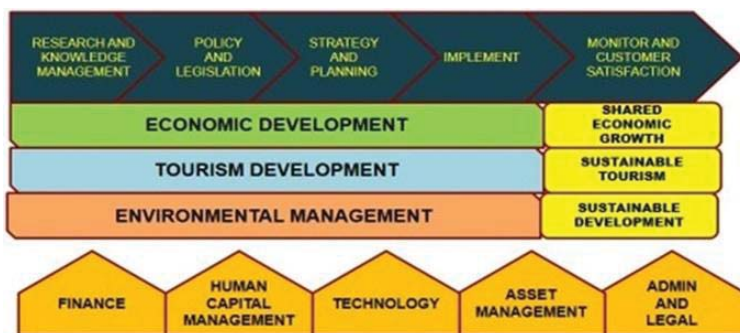 RESEARCH AND
KNOWLEDGE
MANAGEMENT
POLICY
AND
LEGISLATION
STRATEGY
AND
PLANNING
IMPLEMENT
MONITOR AND
CUSTOMER
SATISFACTION
ECONOMIC DEVELOPMENT
SHARED
ECONOMIC
GROWTH
TOURISM DEVELOPMENT
SUSTAINABLE
TOURISM
ENVIRONMENTAL MANAGEMENT
SUSTAINABLE
DEVELOPMENT
FINANCE
HUMAN
CAPITAL
MANAGEMENT
TECHNOLOGY
ASSET
MANAGEMENT
ADMIN
AND
LEGAL